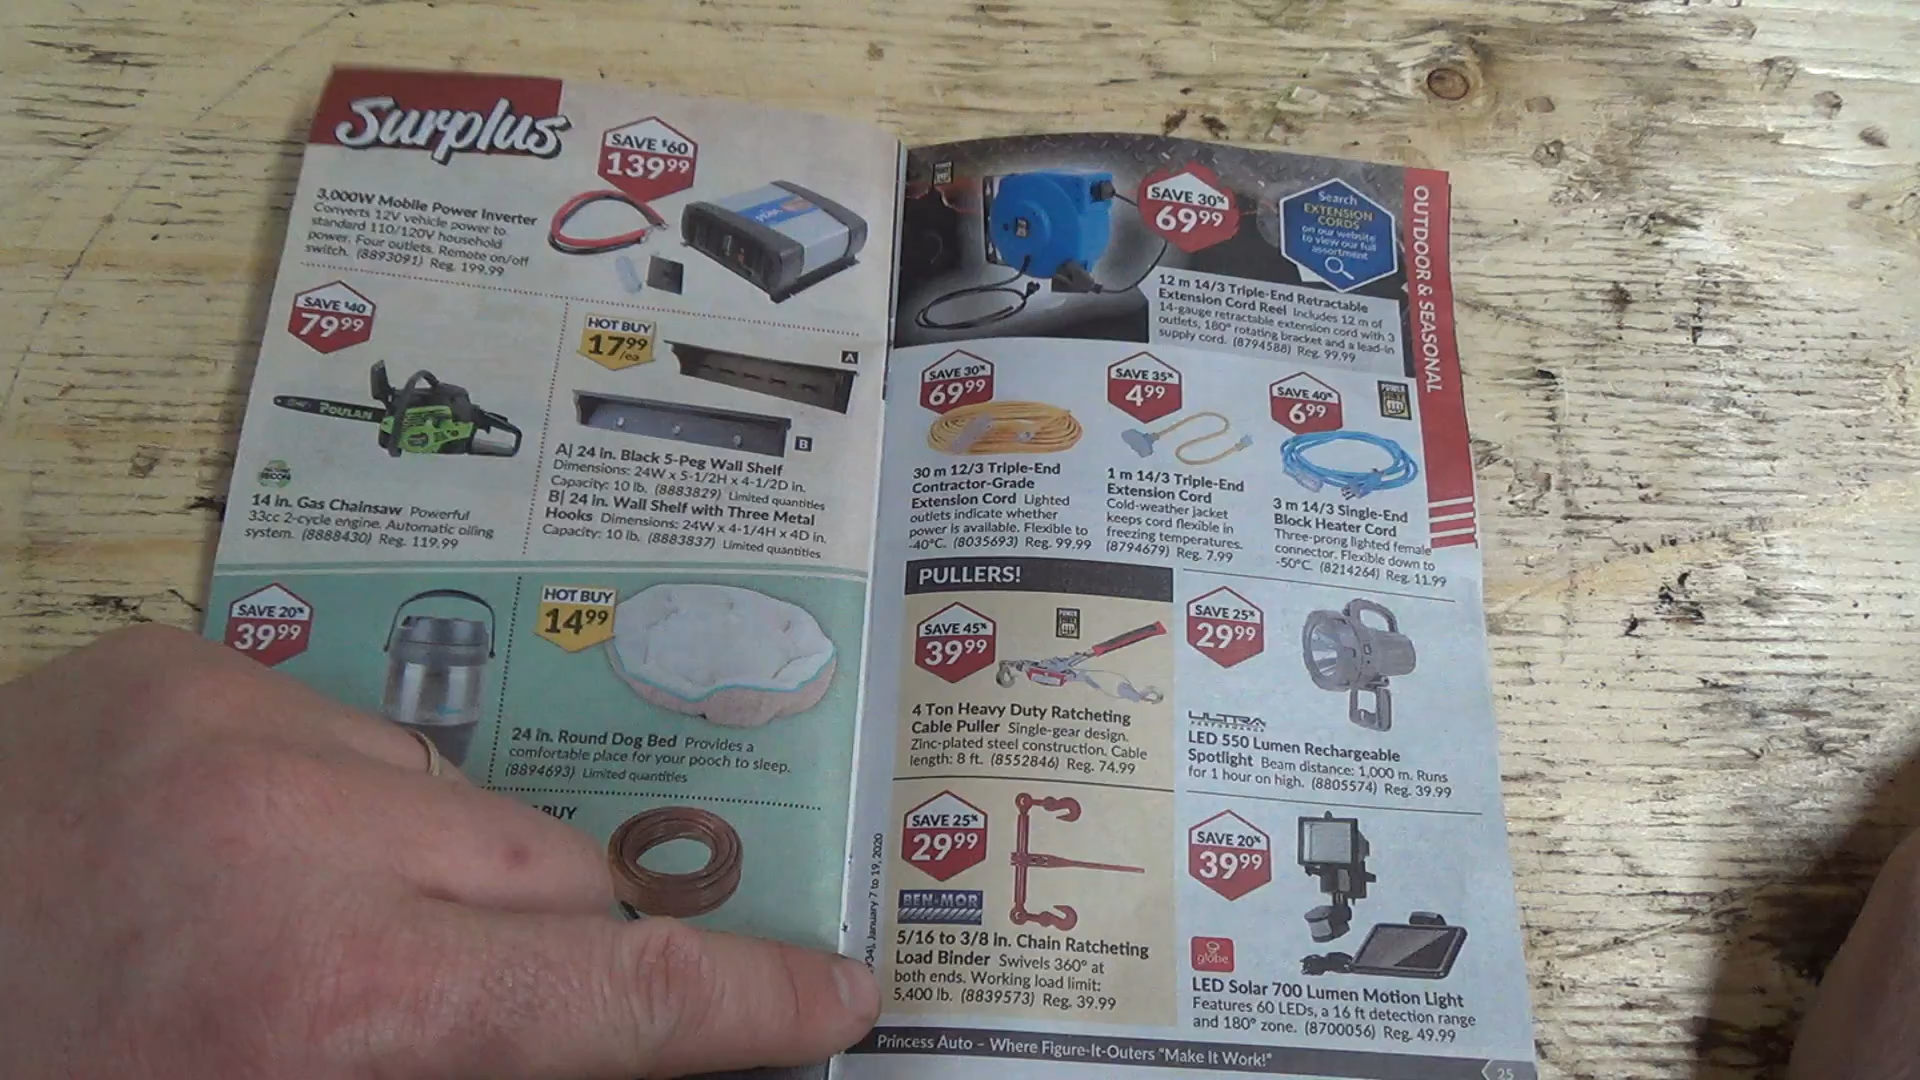 Surplus
SAVE $60
139.99
3,000W Mobile Power Inverter
Converts 12V vehicle power to
standard 110/120V household
power. Four outlets. Remote on/off
switch. (8893091) Reg. 199.99
SAVE $40
79.99
POULAN
14 in. Gas Chainsaw Powerful
33cc 2-cycle engine. Automatic oiling
system. (8888430) Reg. 119.99
HOT BUY
17.99
/ea
A
B
A| 24 in. Black 5-Peg Wall Shelf
Dimensions: 24W x 5-1/2H x 4-1/2D in.
Capacity: 10 lb. (8883829) Limited quantities
B| 24 in. Wall Shelf with Three Metal
Hooks Dimensions: 24W x 4-1/4H x 4D in.
Capacity: 10 lb. (8883837) Limited quantities
SAVE 20%
39.99
HOT BUY
14.99
24 in. Round Dog Bed Provides a
comfortable place for your pooch to sleep.
(8894693) Limited quantities
BUY
January 7 to 19, 2020
SAVE 30%
69.99
Search
EXTENSION
CORDS
on our website
to view our full
assortment
OUTDOOR & SEASONAL
12 m 14/3 Triple-End Retractable
Extension Cord Reel Includes 12 m of
14-gauge retractable extension cord with 3
outlets, 180° rotating bracket and a lead-in
supply cord. (8794588) Reg. 99.99
SAVE 30%
69.99
30 m 12/3 Triple-End
Contractor-Grade
Extension Cord Lighted
outlets indicate whether
power is available. Flexible to
-40°C. (8035693) Reg. 99.99
SAVE 35%
4.99
1 m 14/3 Triple-End
Extension Cord
Cold-weather jacket
keeps cord flexible in
freezing temperatures.
(8794679) Reg. 7.99
SAVE 40%
6.99
POWER
3 m 14/3 Single-End
Block Heater Cord
Three-prong lighted female
connector. Flexible down to
-50°C. (8214264) Reg. 11.99
PULLERS!
SAVE 45%
39.99
POWER
4 Ton Heavy Duty Ratcheting
Cable Puller Single-gear design.
Zinc-plated steel construction. Cable
length: 8 ft. (8552846) Reg. 74.99
SAVE 25%
29.99
ULTRA
PERFORMANCE
LED 550 Lumen Rechargeable
Spotlight Beam distance: 1,000 m. Runs
for 1 hour on high. (8805574) Reg. 39.99
SAVE 25%
29.99
BEN-MOR
5/16 to 3/8 in. Chain Ratcheting
Load Binder Swivels 360° at
both ends. Working load limit:
5,400 lb. (8839573) Reg. 39.99
SAVE 20%
39.99
globe
LED Solar 700 Lumen Motion Light
Features 60 LEDs, a 16 ft detection range
and 180° zone. (8700056) Reg. 49.99
Princess Auto – Where Figure-It-Outers "Make It Work!"
25